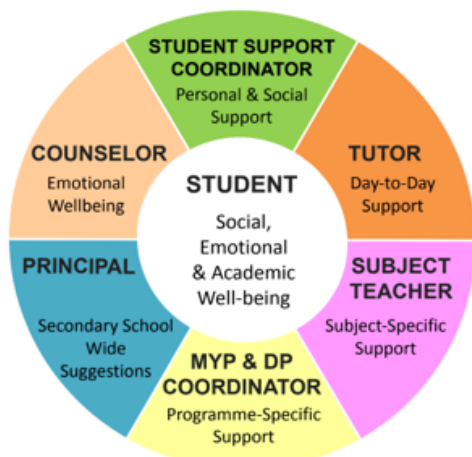 STUDENT SUPPORT
COORDINATOR
Personal & Social
Support
TUTOR
Day-to-Day
Support
SUBJECT
TEACHER
Subject-Specific
Support
MYP & DP
COORDINATOR
Programme-Specific
Support
PRINCIPAL
Secondary School
Wide
Suggestions
COUNSELOR
Emotional
Wellbeing
STUDENT
Social,
Emotional
& Academic
Well-being